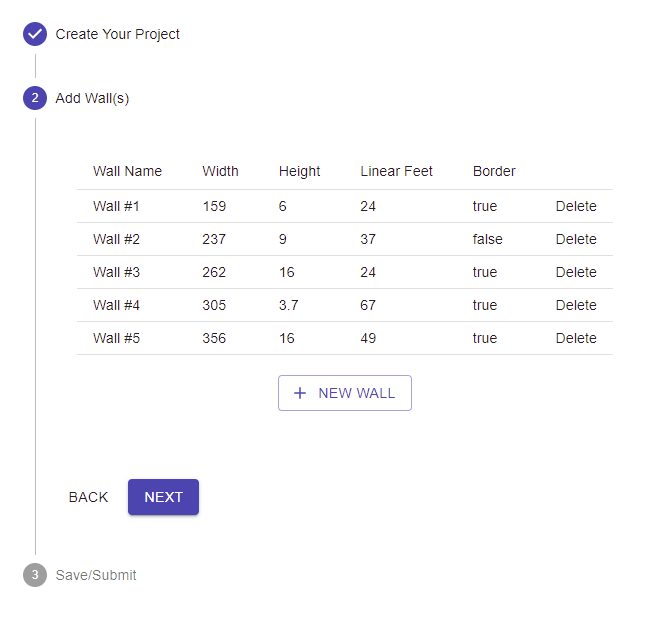 Create Your Project
2 Add Wall(s)
Wall Name Width Height Linear Feet Border
Wall #1 159 6 24 true Delete
Wall #2 237 9 37 false Delete
Wall #3 262 16 24 true Delete
Wall #4 305 3.7 67 true Delete
Wall #5 356 16 49 true Delete
+ NEW WALL
BACK NEXT
3 Save/Submit